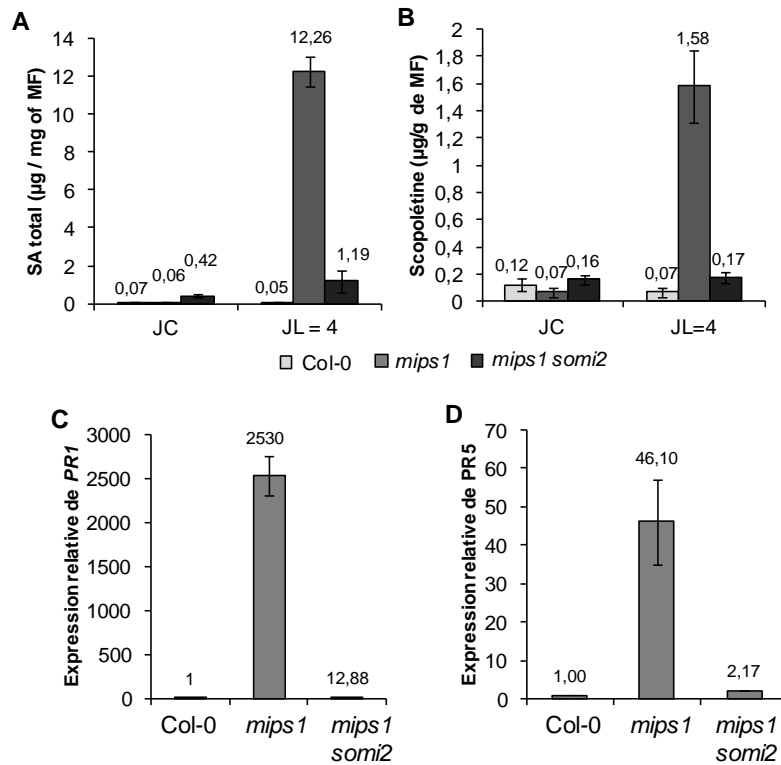 A
SA total (µg / mg of MF)
14
12
10
8
6
4
2
0
0,07
0,06
0,42
0,05
12,26
1,19
JC
JL = 4
B
Scopolétine (µg/g de MF)
2
1,8
1,6
1,4
1,2
1
0,8
0,6
0,4
0,2
0
0,12
0,07
0,16
0,07
1,58
0,17
JC
JL=4
Col-0 mips1 mips1 somi2
C
Expression relative de PR1
3000
2500
2000
1500
1000
500
0
1
2530
12,88
Col-0
mips1
mips1
somi2
D
Expression relative de PR5
70
60
50
40
30
20
10
0
1,00
46,10
2,17
Col-0
mips1
mips1
somi2